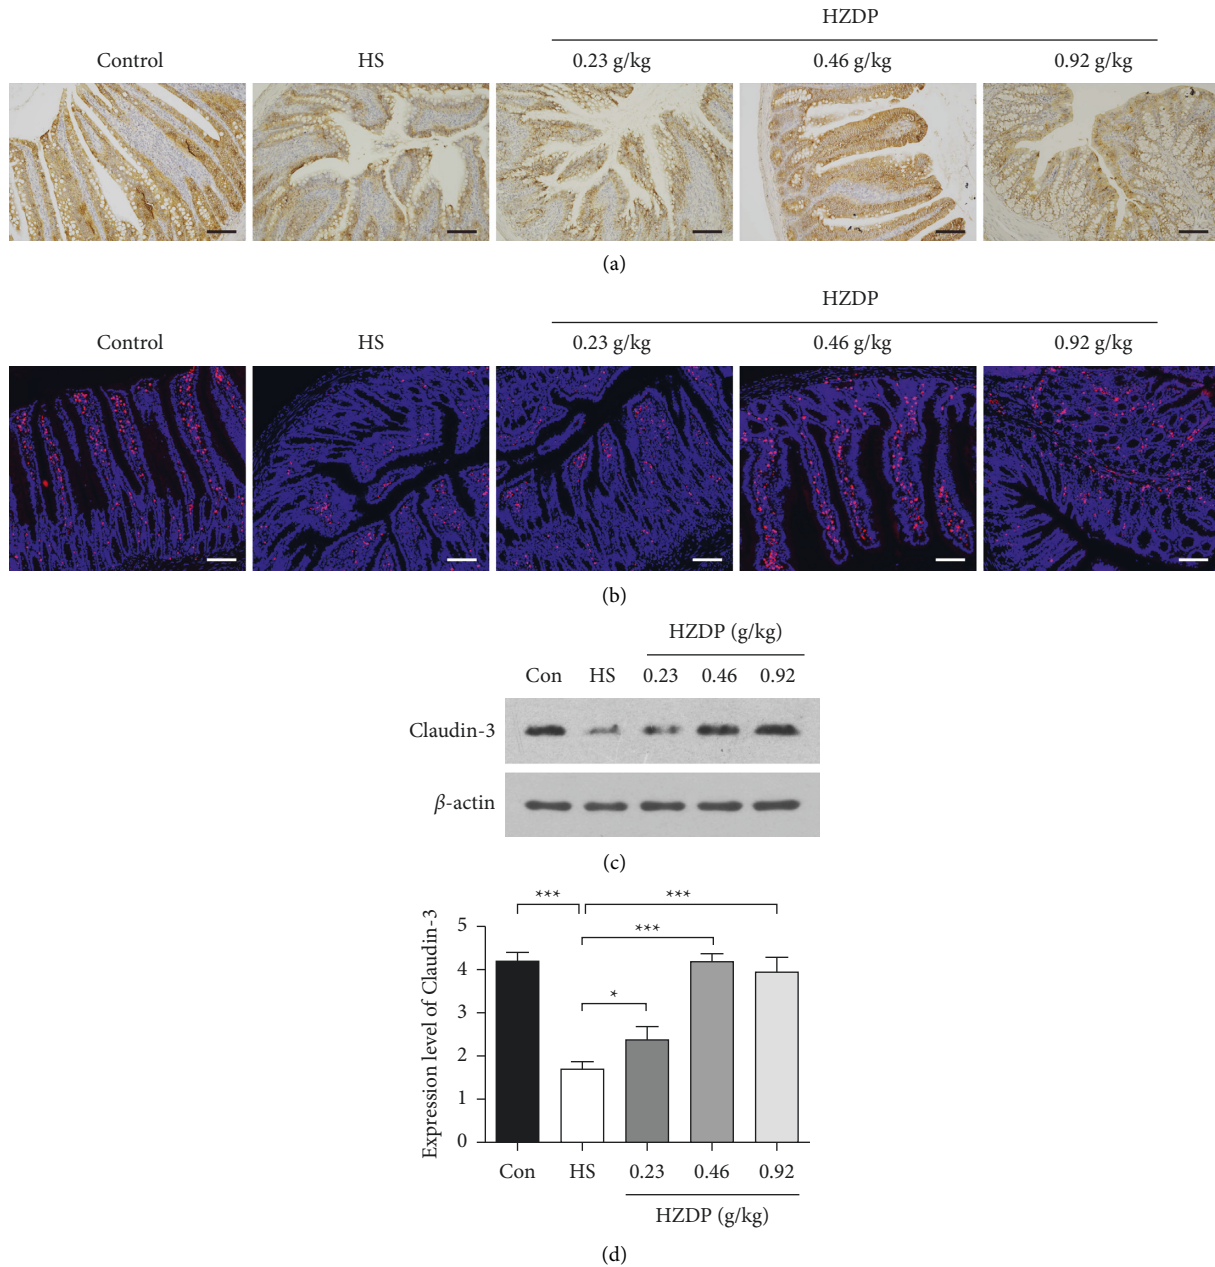 HZDP
Control HS 0.23 g/kg 0.46 g/kg 0.92 g/kg
(a)
HZDP
Control HS 0.23 g/kg 0.46 g/kg 0.92 g/kg
(b)
HZDP (g/kg)
Con HS 0.23 0.46 0.92
Claudin-3
β-actin
(c)
*** ***
***
*
Expression level of Claudin-3
5
4
3
2
1
0
Con HS 0.23 0.46 0.92
HZDP (g/kg)
(d)